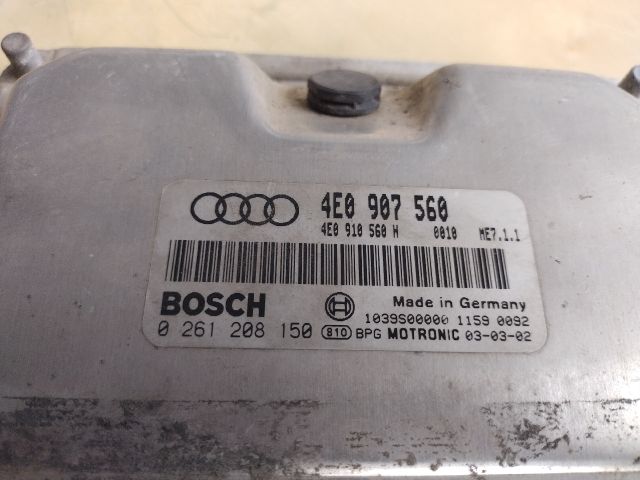 4E0 907 560
4E0 910 560 H 0010 ME7.1.1
BOSCH Made in Germany
1039S00000 1159 0092
0 261 208 150 810 BPG MOTRONIC 03-03-02